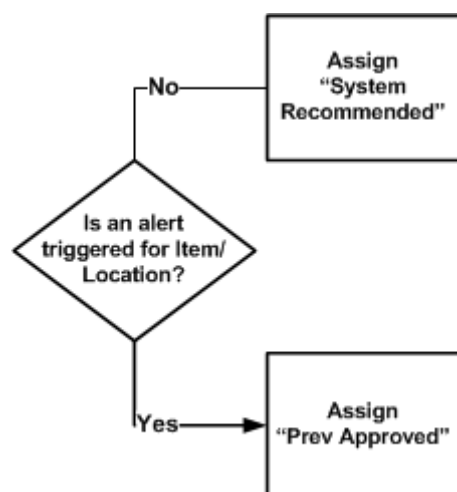 Assign
“System
Recommended”
No
Is an alert
triggered for Item/
Location?
Yes
Assign
“Prev Approved”